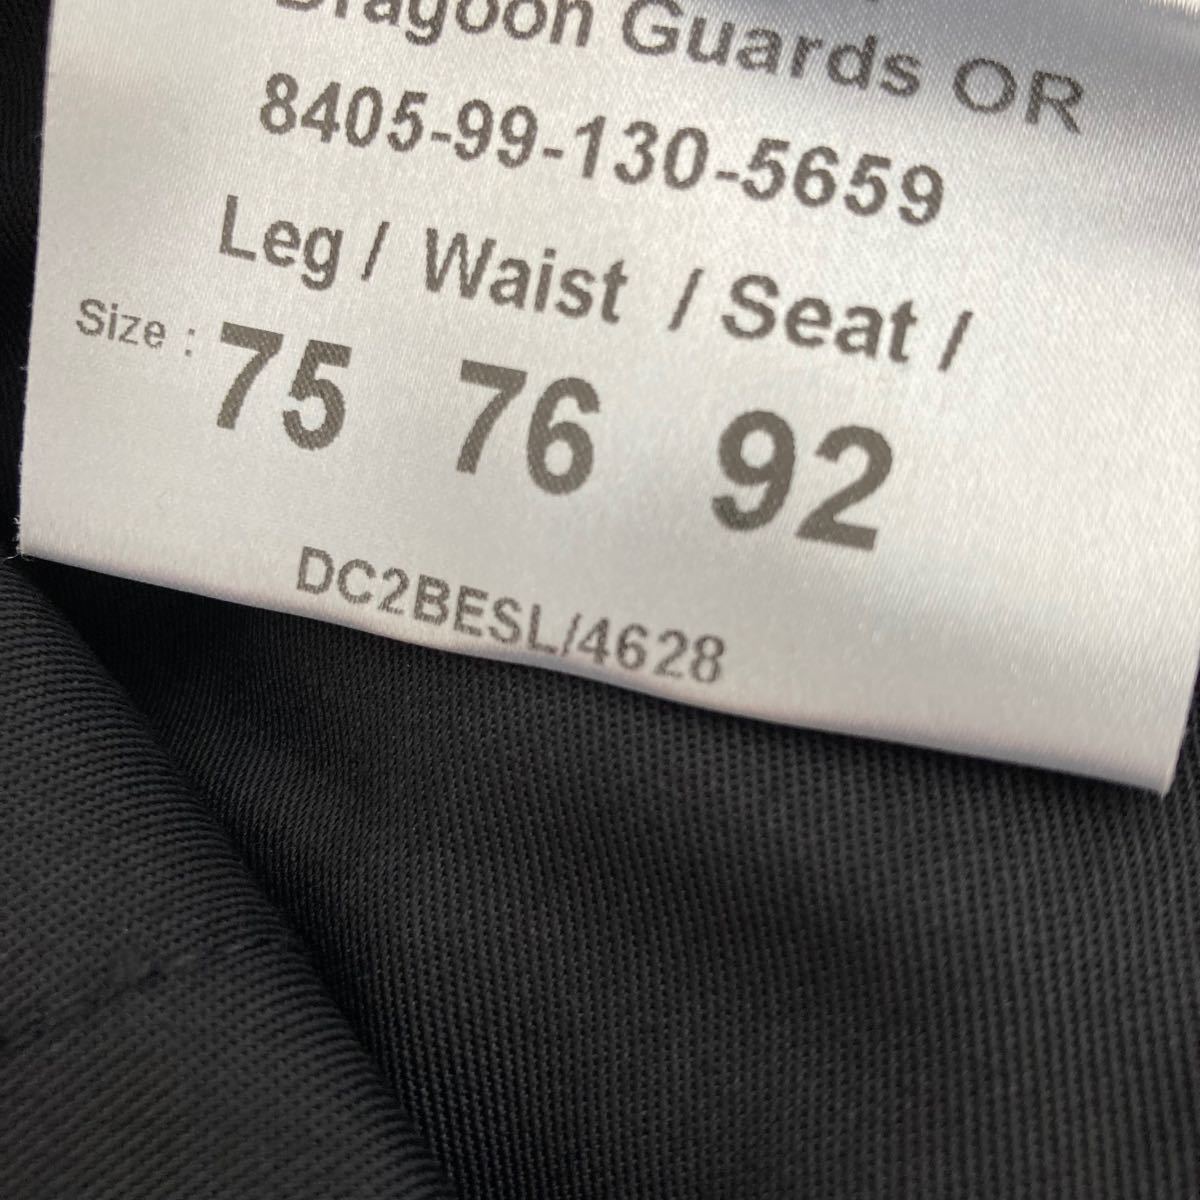 Dragoon Guards OR
8405-99-130-5659
Leg / Waist / Seat /
Size : 75 76 92
DC2BESL/4628